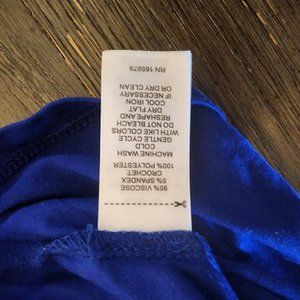 95% VISCOSE
5% SPANDEX
CROCHET:
100% POLYESTER
MACHINE WASH
COLD
GENTLE CYCLE
WITH LIKE COLORS
DO NOT BLEACH
RESHAPE AND
DRY FLAT
COOL IRON
IF NECESSARY
OR DRY CLEAN
RN 165979